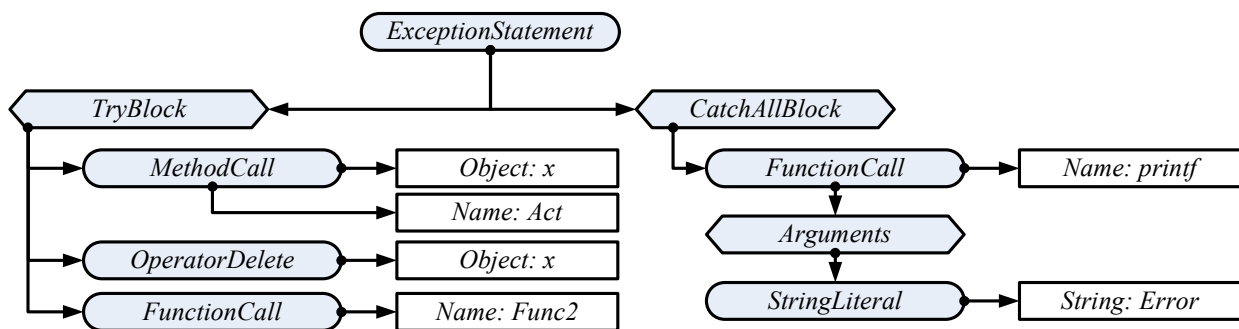 ExceptionStatement
TryBlock
CatchAllBlock
MethodCall
Object: x
FunctionCall
Name: printf
Name: Act
Arguments
OperatorDelete
Object: x
FunctionCall
Name: Func2
StringLiteral
String: Error